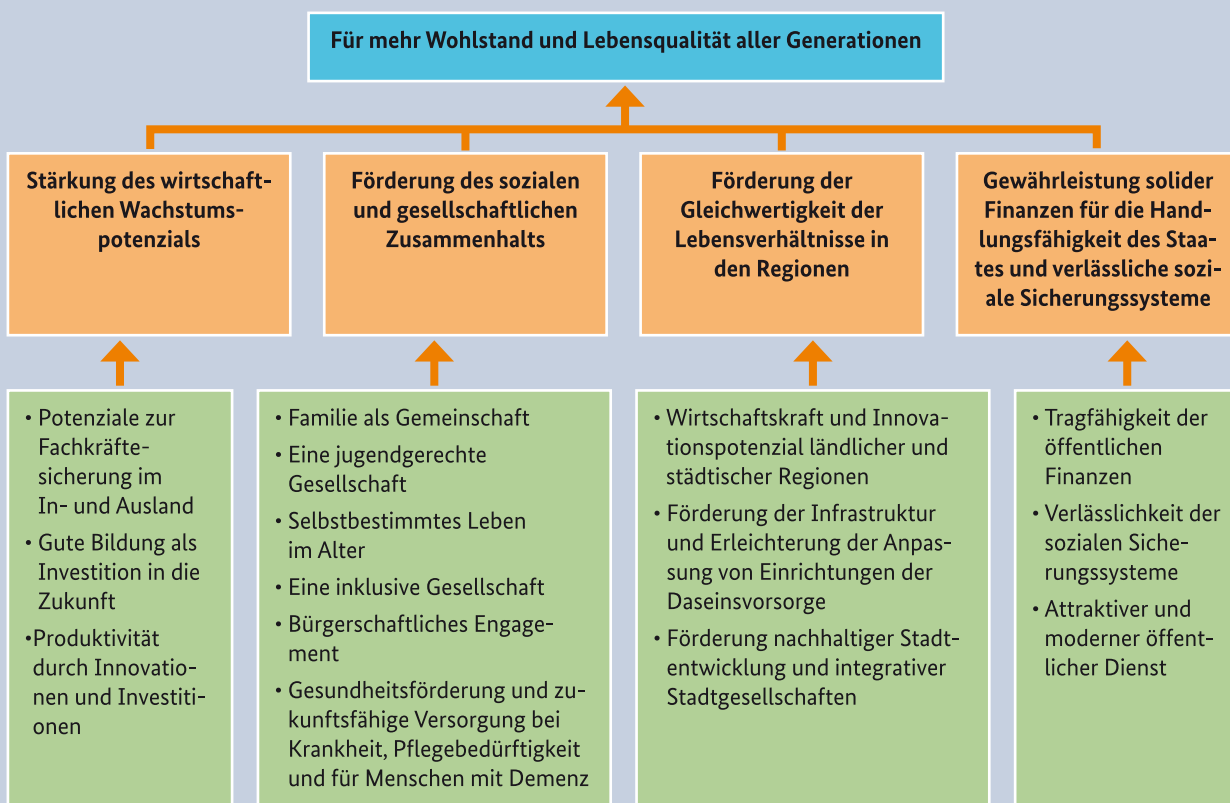 Für mehr Wohlstand und Lebensqualität aller Generationen
Stärkung des wirtschaft-
lichen Wachstums-
potenzials
Förderung des sozialen
und gesellschaftlichen
Zusammenhalts
Förderung der
Gleichwertigkeit der
Lebensverhältnisse in
den Regionen
Gewährleistung solider
Finanzen für die Hand-
lungsfähigkeit des Staa-
tes und verlässliche sozi-
ale Sicherungssysteme
• Potenziale zur
Fachkräfte-
sicherung im
In- und Ausland
• Gute Bildung als
Investition in die
Zukunft
•Produktivität
durch Innovatio-
nen und Investiti-
onen
• Familie als Gemeinschaft
• Eine jugendgerechte
Gesellschaft
• Selbstbestimmtes Leben
im Alter
• Eine inklusive Gesellschaft
• Bürgerschaftliches Engage-
ment
• Gesundheitsförderung und zu-
kunftsfähige Versorgung bei
Krankheit, Pflegebedürftigkeit
und für Menschen mit Demenz
• Wirtschaftskraft und Innova-
tionspotenzial ländlicher und
städtischer Regionen
• Förderung der Infrastruktur
und Erleichterung der Anpas-
sung von Einrichtungen der
Daseinsvorsorge
• Förderung nachhaltiger Stadt-
entwicklung und integrativer
Stadtgesellschaften
• Tragfähigkeit der
öffentlichen
Finanzen
• Verlässlichkeit der
sozialen Siche-
rungssysteme
• Attraktiver und
moderner öffent-
licher Dienst